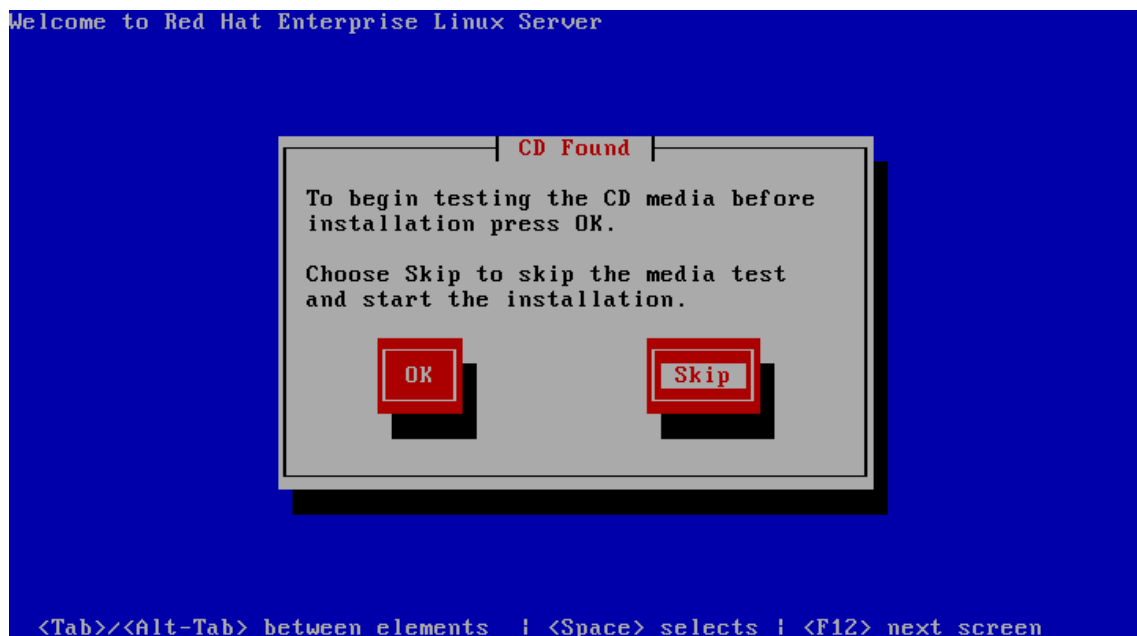 Welcome to Red Hat Enterprise Linux Server
CD Found
To begin testing the CD media before
installation press OK.
Choose Skip to skip the media test
and start the installation.
OK Skip
<Tab>/<Alt-Tab> between elements | <Space> selects | <F12> next screen